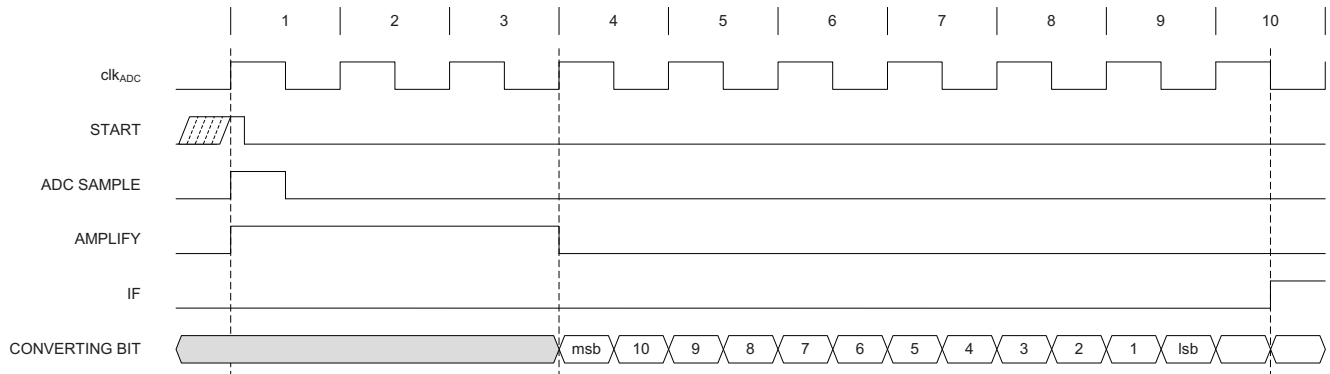 1 2 3 4 5 6 7 8 9 10
clkADC
START
ADC SAMPLE
AMPLIFY
IF
CONVERTING BIT msb 10 9 8 7 6 5 4 3 2 1 lsb